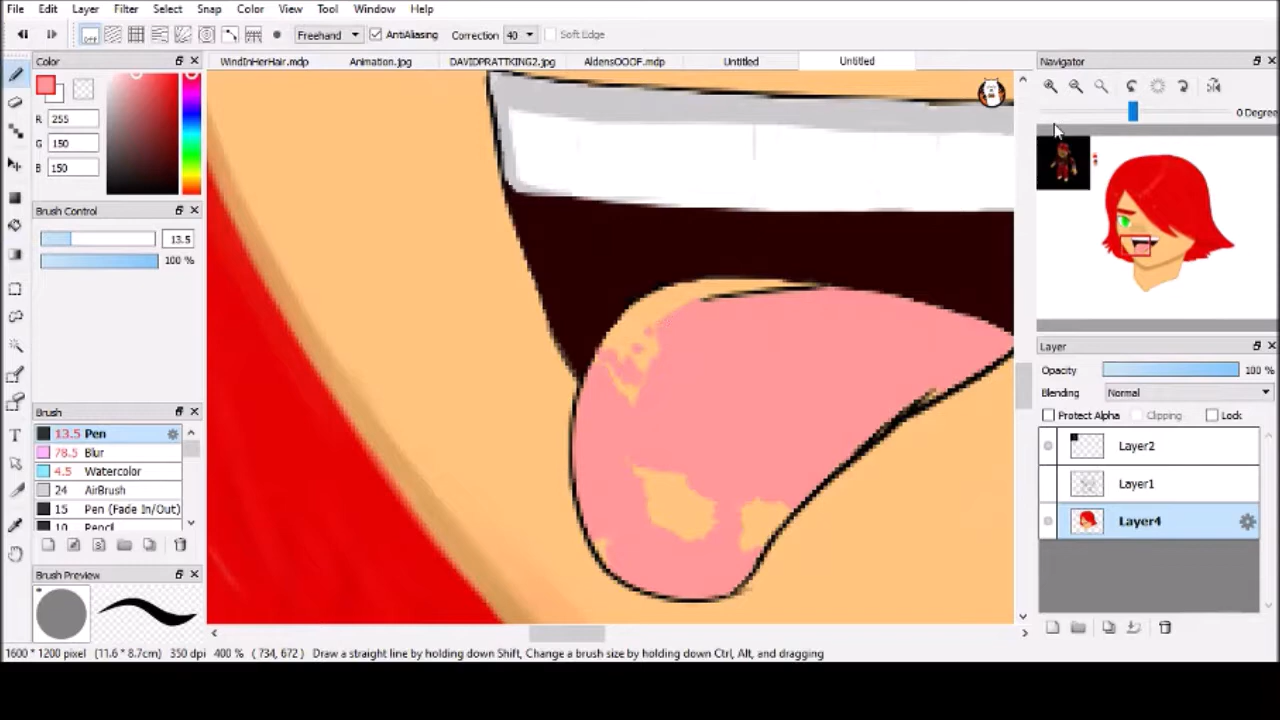 File Edit Layer Filter Select Snap Color View Tool Window Help
Off Freehand AntiAliasing Correction 40 Soft Edge
Color WindInHerHair.mdp Animation.jpg DAVIDPRATTKING2.jpg AldensOOOF.mdp Untitled Untitled Navigator
R 255
G 150
B 150
0 Degree
Brush Control
13.5
100 %
Layer
Opacity 100 %
Blending Normal
Protect Alpha Clipping Lock
Brush
13.5 Pen
78.5 Blur
4.5 Watercolor
24 AirBrush
15 Pen (Fade In/Out)
10 Pencil
Layer2
Layer1
Layer4
Brush Preview
1600 * 1200 pixel (11.6 * 8.7cm) 350 dpi 400 % ( 734, 672 ) Draw a straight line by holding down Shift, Change a brush size by holding down Ctrl, Alt, and dragging